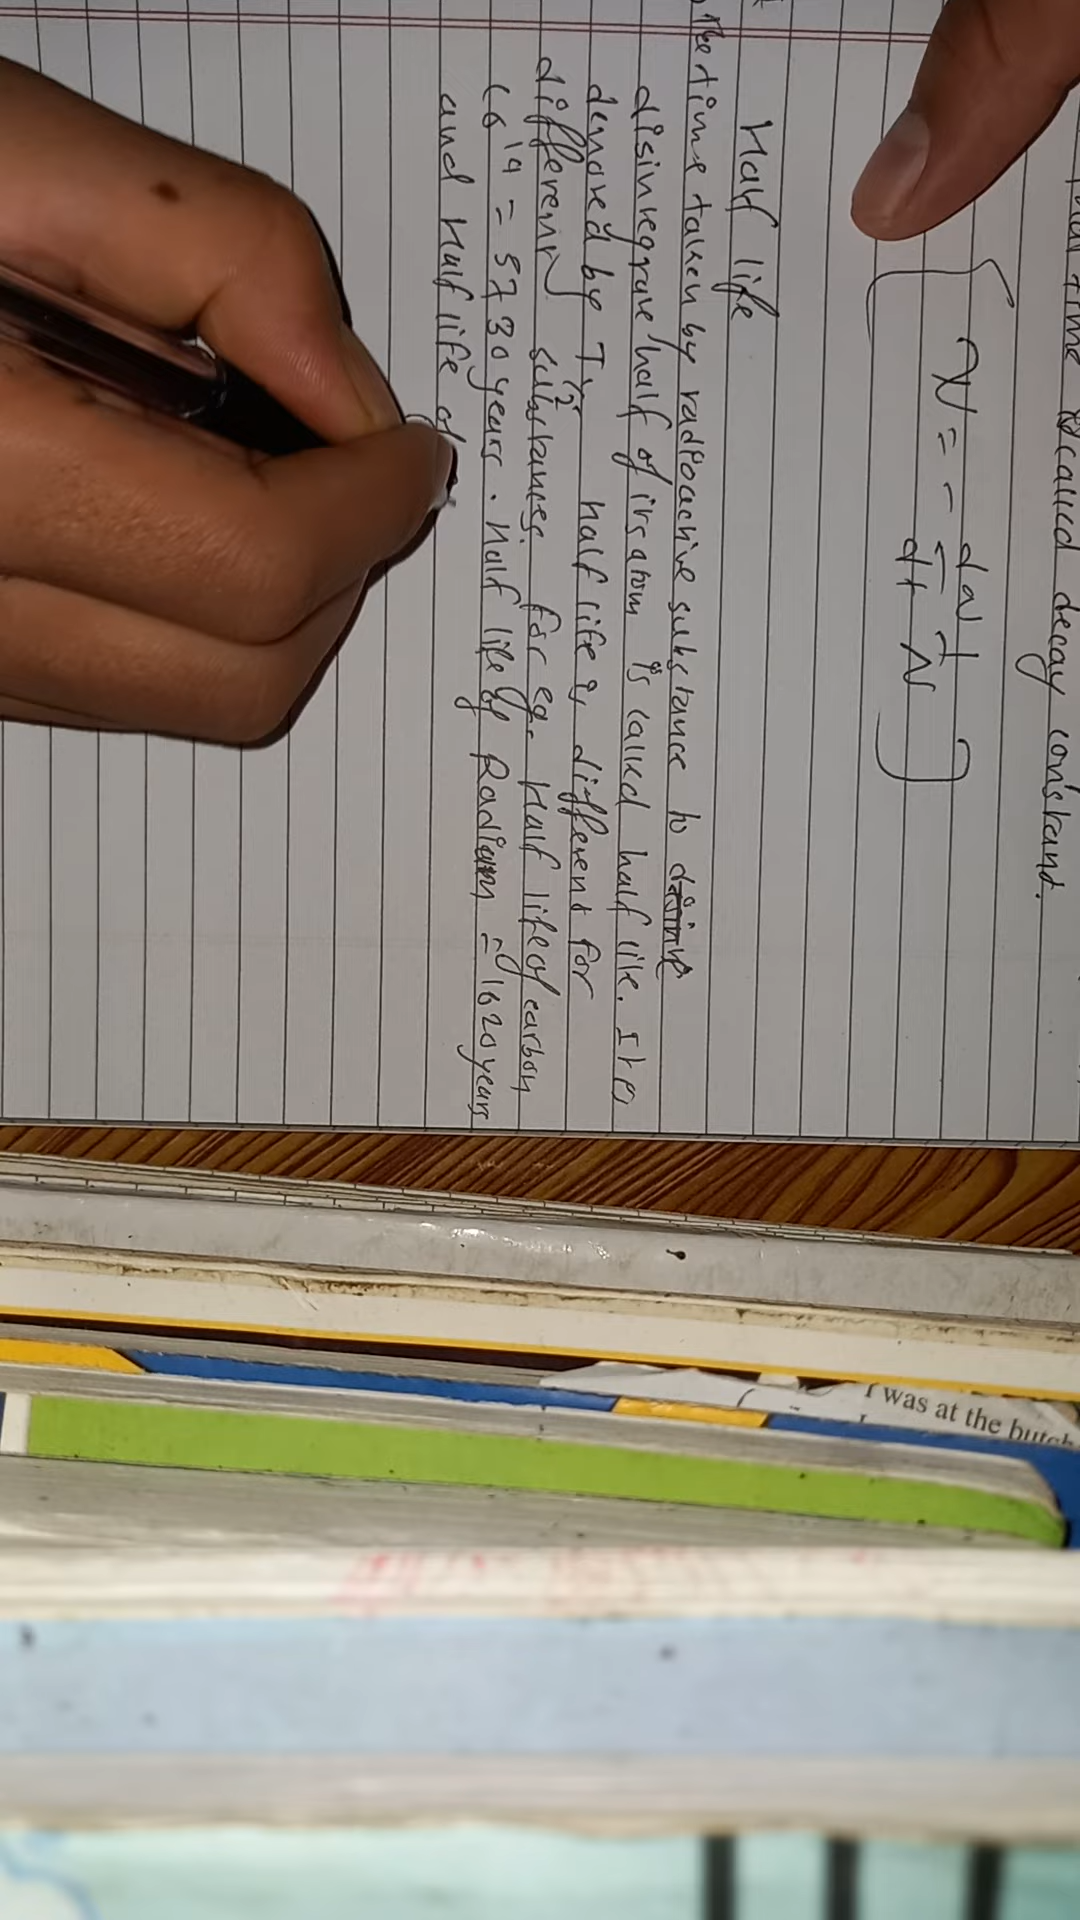 called decay constant.
λ = - dN/dt 1/N
Half life
The time taken by radioactive substance to
disintegrate half of its atom is called half life. It is
denoted by T1/2. half life is different for
different substances. for eg. Half life of carbon
C6 14 = 5730 years. Half life of Radium = 1620 years
and Half life of
I was at the